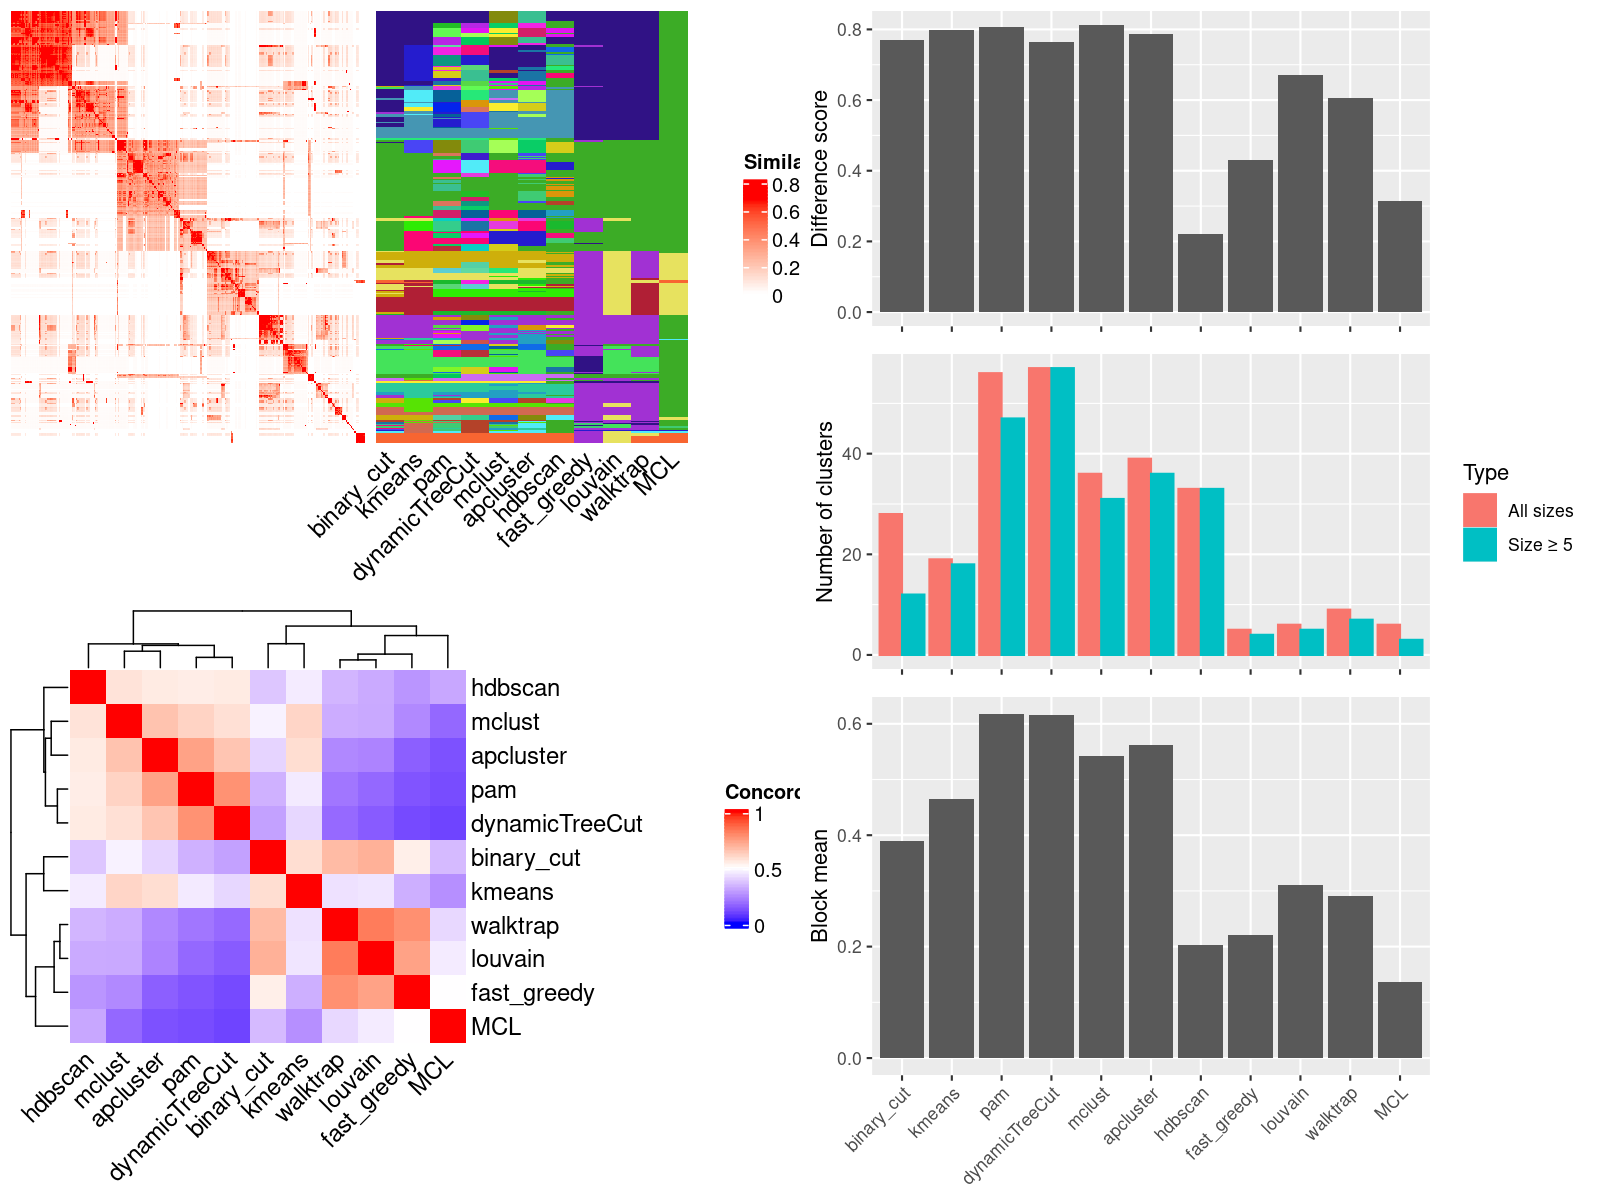 Simila
0.8
0.6
0.4
0.2
0
binary_cut
kmeans
pam
dynamicTreeCut
mclust
apcluster
hdbscan
fast_greedy
louvain
walktrap
MCL
hdbscan
mclust
apcluster
pam
dynamicTreeCut
binary_cut
kmeans
walktrap
louvain
fast_greedy
MCL
hdbscan
mclust
apcluster
pam
dynamicTreeCut
binary_cut
kmeans
walktrap
louvain
fast_greedy
MCL
Concord
1
0.5
0
Difference score
0.8
0.6
0.4
0.2
0.0
Number of clusters
40
20
0
Type
All sizes
Size ≥ 5
Block mean
0.6
0.4
0.2
0.0
binary_cut
kmeans
pam
dynamicTreeCut
mclust
apcluster
hdbscan
fast_greedy
louvain
walktrap
MCL